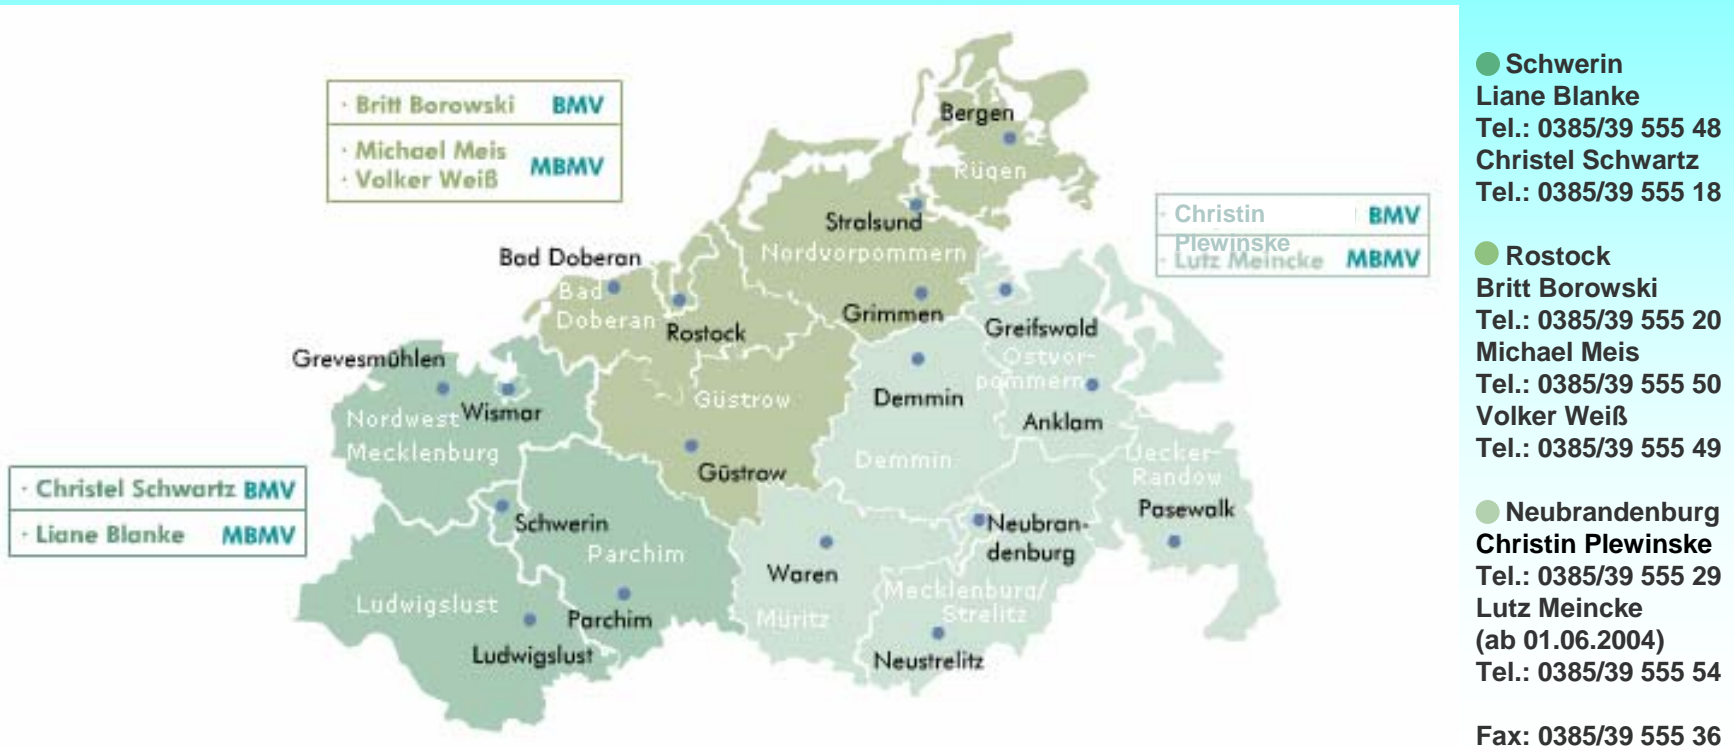 · Britt Borowski BMV
· Michael Meis
· Volker Weiß MBMV
Bergen
Rügen
Stralsund
Nordvorpommern
· Christin Plewinske BMV
· Lutz Meincke MBMV
Bad Doberan
Bad
Doberan
Rostock
Grimmen
Greifswald
Ostvor-
pommern
Grevesmühlen
Wismar
Nordwest
Mecklenburg
Güstrow
Güstrow
Demmin
Demmin
Anklam
Uecker-
Randow
Pasewalk
· Christel Schwartz BMV
· Liane Blanke MBMV
Schwerin
Parchim
Parchim
Ludwigslust
Ludwigslust
Waren
Müritz
Neubran-
denburg
Mecklenburg/
Strelitz
Neustrelitz
Schwerin
Liane Blanke
Tel.: 0385/39 555 48
Christel Schwartz
Tel.: 0385/39 555 18
Rostock
Britt Borowski
Tel.: 0385/39 555 20
Michael Meis
Tel.: 0385/39 555 50
Volker Weiß
Tel.: 0385/39 555 49
Neubrandenburg
Christin Plewinske
Tel.: 0385/39 555 29
Lutz Meincke
(ab 01.06.2004)
Tel.: 0385/39 555 54
Fax: 0385/39 555 36